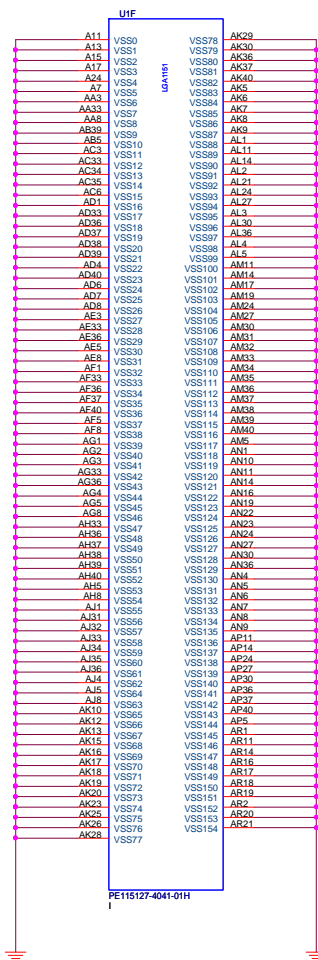 U1F
LGA1151
A11 VSS0 VSS78 AK29
A13 VSS1 VSS79 AK30
A15 VSS2 VSS80 AK36
A17 VSS3 VSS81 AK37
A24 VSS4 VSS82 AK40
A7 VSS5 VSS83 AK5
AA3 VSS6 VSS84 AK6
AA33 VSS7 VSS85 AK7
AA8 VSS8 VSS86 AK8
AB39 VSS9 VSS87 AK9
AB5 VSS10 VSS88 AL1
AC3 VSS11 VSS89 AL11
AC33 VSS12 VSS90 AL14
AC34 VSS13 VSS91 AL2
AC35 VSS14 VSS92 AL21
AC6 VSS15 VSS93 AL24
AD1 VSS16 VSS94 AL27
AD33 VSS17 VSS95 AL3
AD36 VSS18 VSS96 AL30
AD37 VSS19 VSS97 AL36
AD38 VSS20 VSS98 AL4
AD39 VSS21 VSS99 AL5
AD4 VSS22 VSS100 AM11
AD40 VSS23 VSS101 AM14
AD6 VSS24 VSS102 AM17
AD7 VSS25 VSS103 AM19
AD8 VSS26 VSS104 AM24
AE3 VSS27 VSS105 AM27
AE33 VSS28 VSS106 AM30
AE36 VSS29 VSS107 AM31
AE5 VSS30 VSS108 AM32
AE8 VSS31 VSS109 AM33
AF1 VSS32 VSS110 AM34
AF33 VSS33 VSS111 AM35
AF36 VSS34 VSS112 AM36
AF37 VSS35 VSS113 AM37
AF40 VSS36 VSS114 AM38
AF5 VSS37 VSS115 AM39
AF8 VSS38 VSS116 AM40
AG1 VSS39 VSS117 AM5
AG2 VSS40 VSS118 AN1
AG3 VSS41 VSS119 AN10
AG33 VSS42 VSS120 AN11
AG36 VSS43 VSS121 AN14
AG4 VSS44 VSS122 AN16
AG5 VSS45 VSS123 AN19
AG8 VSS46 VSS124 AN22
AH33 VSS47 VSS125 AN23
AH36 VSS48 VSS126 AN24
AH37 VSS49 VSS127 AN27
AH38 VSS50 VSS128 AN30
AH39 VSS51 VSS129 AN36
AH40 VSS52 VSS130 AN4
AH5 VSS53 VSS131 AN5
AH8 VSS54 VSS132 AN6
AJ1 VSS55 VSS133 AN7
AJ31 VSS56 VSS134 AN8
AJ32 VSS57 VSS135 AN9
AJ33 VSS58 VSS136 AP11
AJ34 VSS59 VSS137 AP14
AJ35 VSS60 VSS138 AP24
AJ36 VSS61 VSS139 AP27
AJ4 VSS62 VSS140 AP30
AJ5 VSS63 VSS141 AP36
AJ8 VSS64 VSS142 AP37
AK10 VSS65 VSS143 AP40
AK12 VSS66 VSS144 AP5
AK13 VSS67 VSS145 AR1
AK15 VSS68 VSS146 AR11
AK16 VSS69 VSS147 AR14
AK17 VSS70 VSS148 AR16
AK18 VSS71 VSS149 AR17
AK19 VSS72 VSS150 AR18
AK20 VSS73 VSS151 AR19
AK23 VSS74 VSS152 AR2
AK25 VSS75 VSS153 AR20
AK26 VSS76 VSS154 AR21
AK28 VSS77
PE115127-4041-01H
I